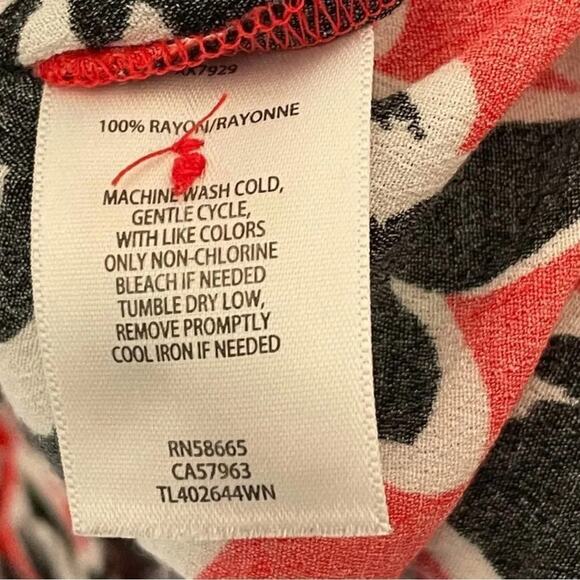 7929
100% RAYON/RAYONNE
MACHINE WASH COLD,
GENTLE CYCLE,
WITH LIKE COLORS
ONLY NON-CHLORINE
BLEACH IF NEEDED
TUMBLE DRY LOW,
REMOVE PROMPTLY
COOL IRON IF NEEDED
RN58665
CA57963
TL402644WN